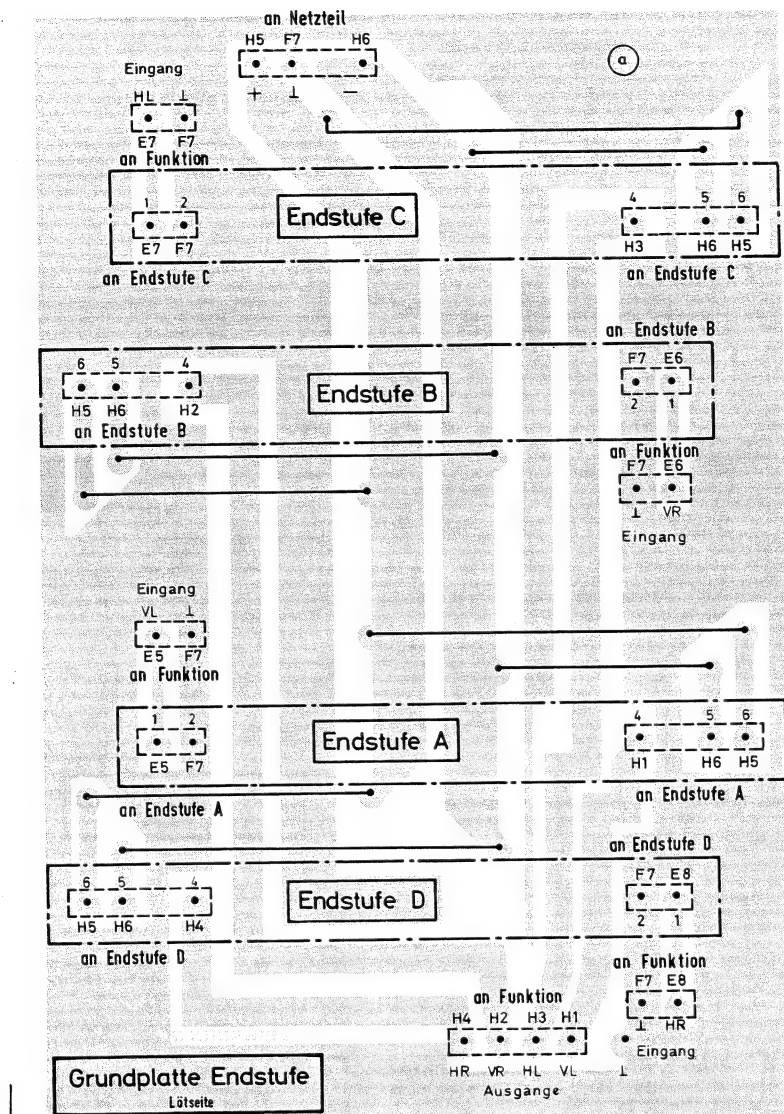 an Netzteil
H5 F7 H6
+ ⊥ −
a
Eingang
HL ⊥
E7 F7
an Funktion
1 2
E7 F7
an Endstufe C
Endstufe C
4 5 6
H3 H6 H5
an Endstufe C
an Endstufe B
6 5 4
H5 H6 H2
an Endstufe B
Endstufe B
F7 E6
2 1
an Funktion
F7 E6
⊥ VR
Eingang
Eingang
VL ⊥
E5 F7
an Funktion
1 2
E5 F7
an Endstufe A
Endstufe A
4 5 6
H1 H6 H5
an Endstufe A
an Endstufe D
6 5 4
H5 H6 H4
an Endstufe D
Endstufe D
F7 E8
2 1
an Funktion
F7 E8
⊥ HR
Eingang
an Funktion
H4 H2 H3 H1
HR VR HL VL ⊥
Ausgänge
Grundplatte Endstufe
Lötseite